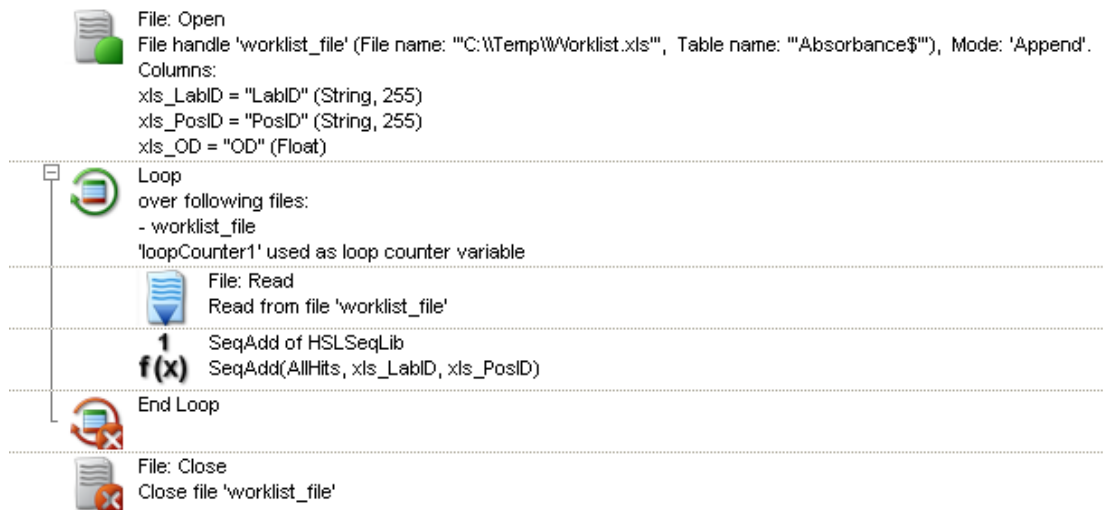 File: Open
File handle 'worklist_file' (File name: "'C:\\Temp\\Worklist.xls'", Table name: "'Absorbance$'"), Mode: 'Append'.
Columns:
xls_LabID = "LabID" (String, 255)
xls_PosID = "PosID" (String, 255)
xls_OD = "OD" (Float)
Loop
over following files:
- worklist_file
'loopCounter1' used as loop counter variable
File: Read
Read from file 'worklist_file'
1 SeqAdd of HSLSeqLib
f(x) SeqAdd(AllHits, xls_LabID, xls_PosID)
End Loop
File: Close
Close file 'worklist_file'